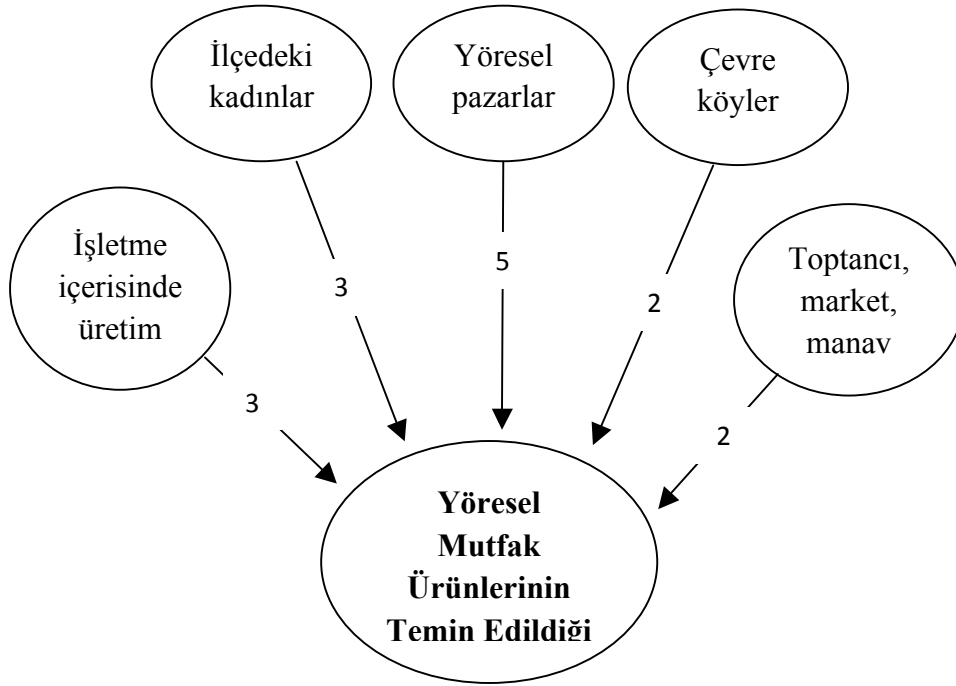 İlçedeki
kadınlar
Yöresel
pazarlar
Çevre
köyler
İşletme
içerisinde
üretim
Toptancı,
market,
manav
3
3
5
2
2
Yöresel
Mutfak
Ürünlerinin
Temin Edildiği